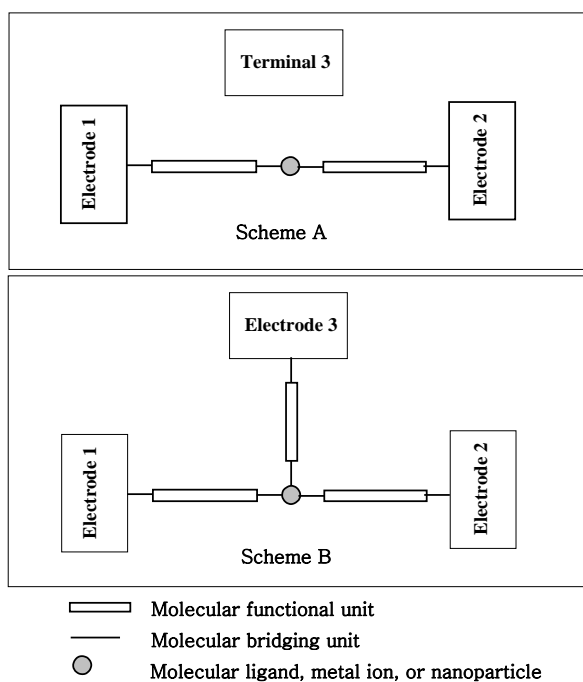 Terminal 3
Electrode 1
Electrode 2
Scheme A
Electrode 3
Electrode 1
Electrode 2
Scheme B
Molecular functional unit
Molecular bridging unit
Molecular ligand, metal ion, or nanoparticle